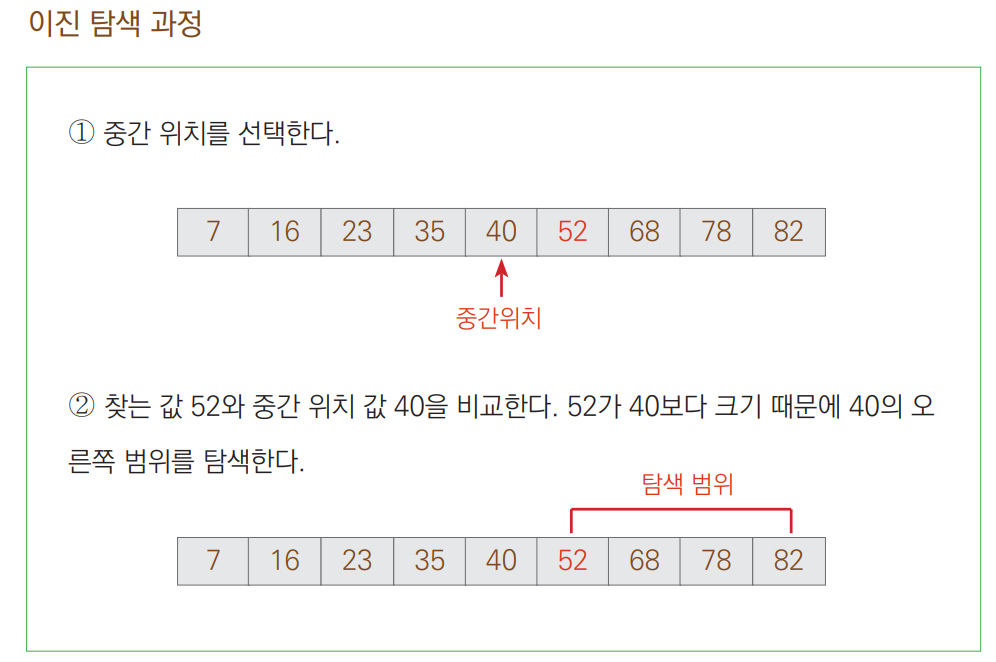 이진 탐색 과정
① 중간 위치를 선택한다.
7 16 23 35 40 52 68 78 82
중간위치
② 찾는 값 52와 중간 위치 값 40을 비교한다. 52가 40보다 크기 때문에 40의 오
른쪽 범위를 탐색한다.
탐색 범위
7 16 23 35 40 52 68 78 82